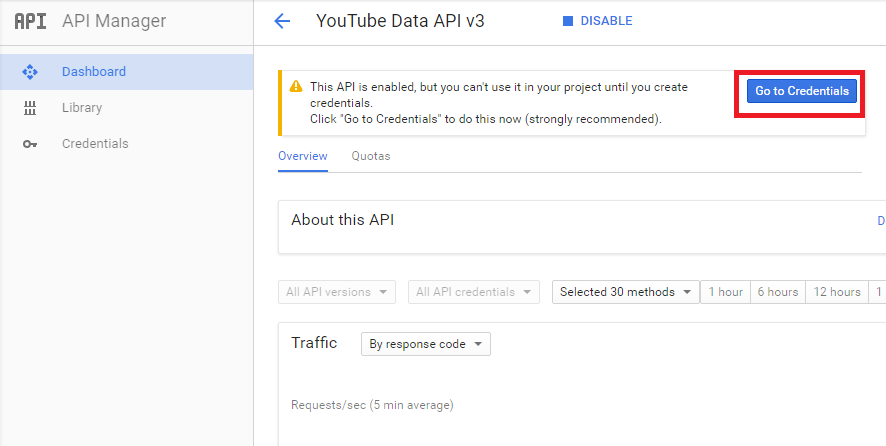 API API Manager
YouTube Data API v3
DISABLE
Dashboard
Library
Credentials
This API is enabled, but you can't use it in your project until you create
credentials.
Click "Go to Credentials" to do this now (strongly recommended).
Go to Credentials
Overview Quotas
About this API
D
All API versions All API credentials Selected 30 methods 1 hour 6 hours 12 hours 1
Traffic By response code
Requests/sec (5 min average)